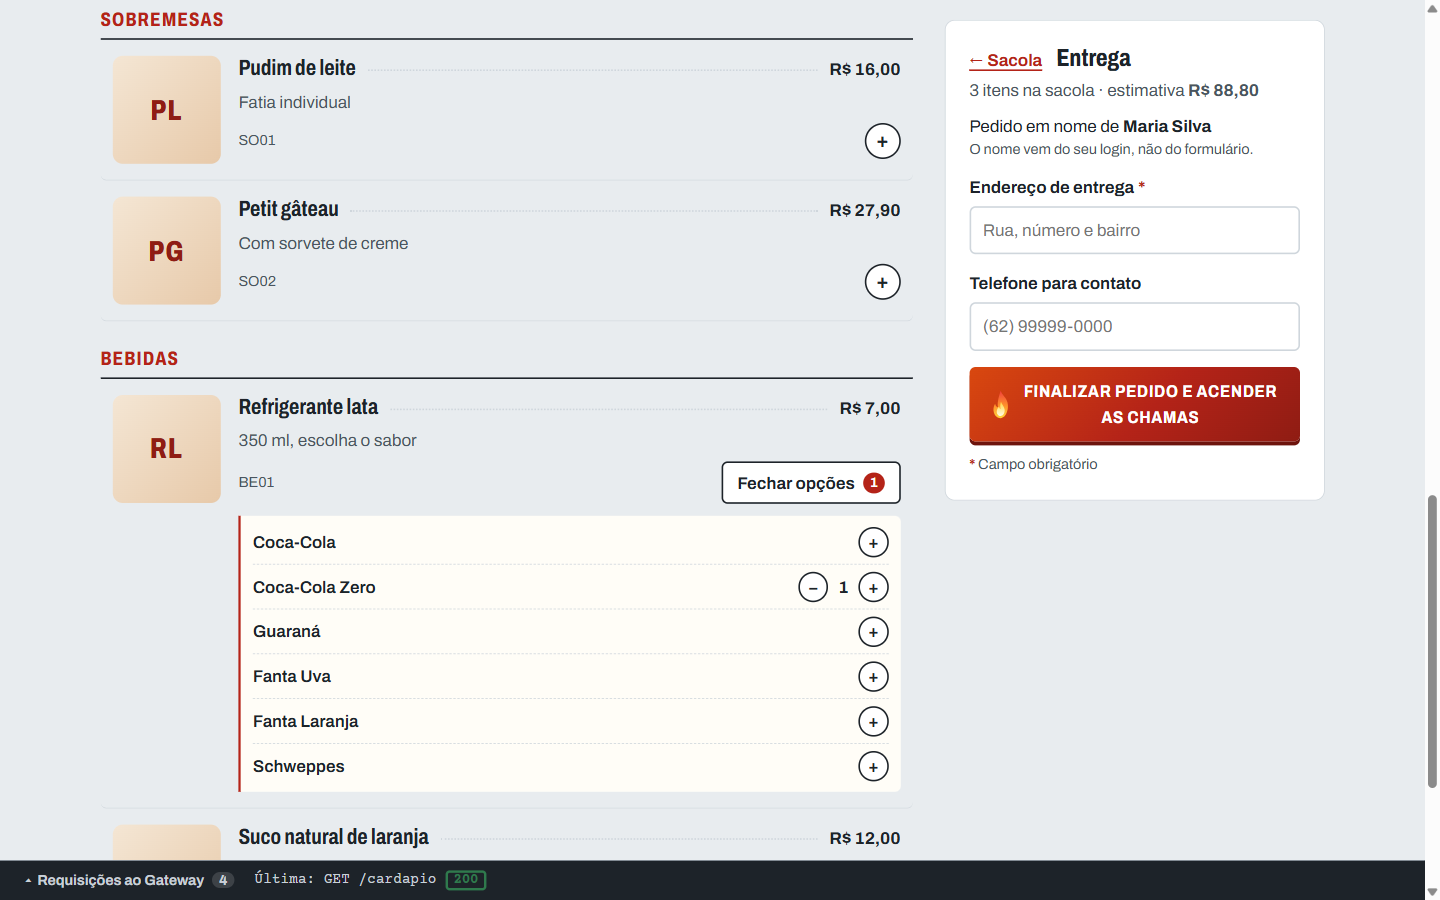 SOBREMESAS
PL
Pudim de leite
R$ 16,00
Fatia individual
SO01
+
PG
Petit gâteau
R$ 27,90
Com sorvete de creme
SO02
+
BEBIDAS
RL
Refrigerante lata
R$ 7,00
350 ml, escolha o sabor
BE01
Fechar opções 1
Coca-Cola
+
Coca-Cola Zero
− 1 +
Guaraná
+
Fanta Uva
+
Fanta Laranja
+
Schweppes
+
Suco natural de laranja
R$ 12,00
← Sacola Entrega
3 itens na sacola · estimativa R$ 88,80
Pedido em nome de Maria Silva
O nome vem do seu login, não do formulário.
Endereço de entrega *
Rua, número e bairro
Telefone para contato
(62) 99999-0000
FINALIZAR PEDIDO E ACENDER
AS CHAMAS
* Campo obrigatório
Requisições ao Gateway 4 Última: GET /cardapio 200